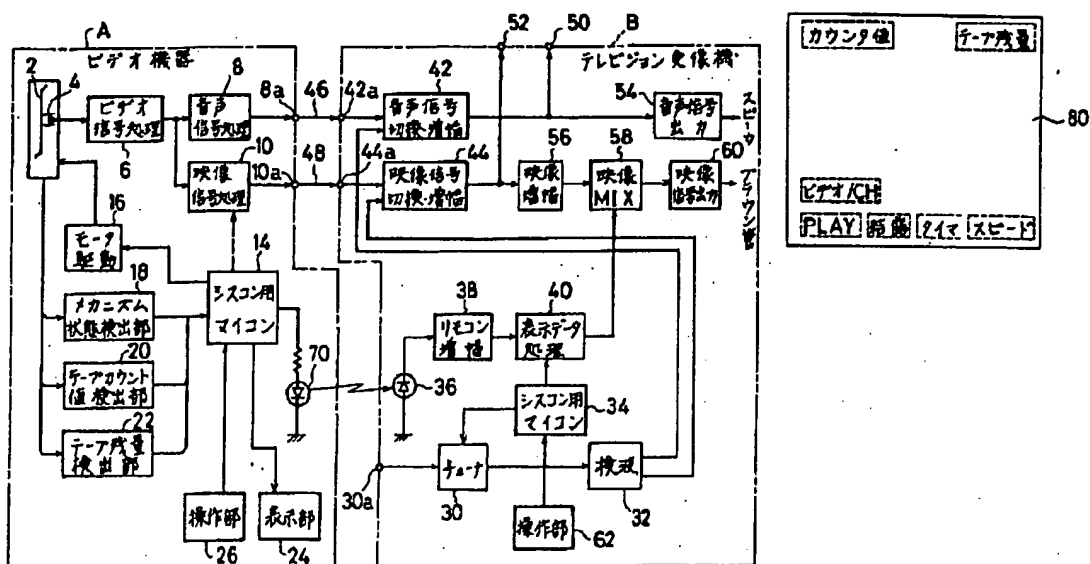 A
ビデオ機器
2
4
ビデオ
信号処理
6
8
音声
信号処理
8a
46
42a
10
映像
信号処理
10a
48
44a
16
モータ
駆動
14
シスコン用
マイコン
18
メカニズム
状態検出部
20
テープカウント
値検出部
22
テープ残量
検出部
操作部
26
表示部
24
70
52
50
B
テレビジョン受像機
42
音声信号
切換・増幅
44
映像信号
切換・増幅
54
音声信号
出力
スピーカ
56
映像
増幅
58
映像
MIX
60
映像
信号出力
ブラウン管
38
リモコン
増幅
40
表示データ
処理
36
シスコン用
マイコン
34
30a
チューナ
30
検波
32
操作部
62
カウンタ値
テープ残量
80
ビデオ/CH
PLAY
録画
タイマ
スピード